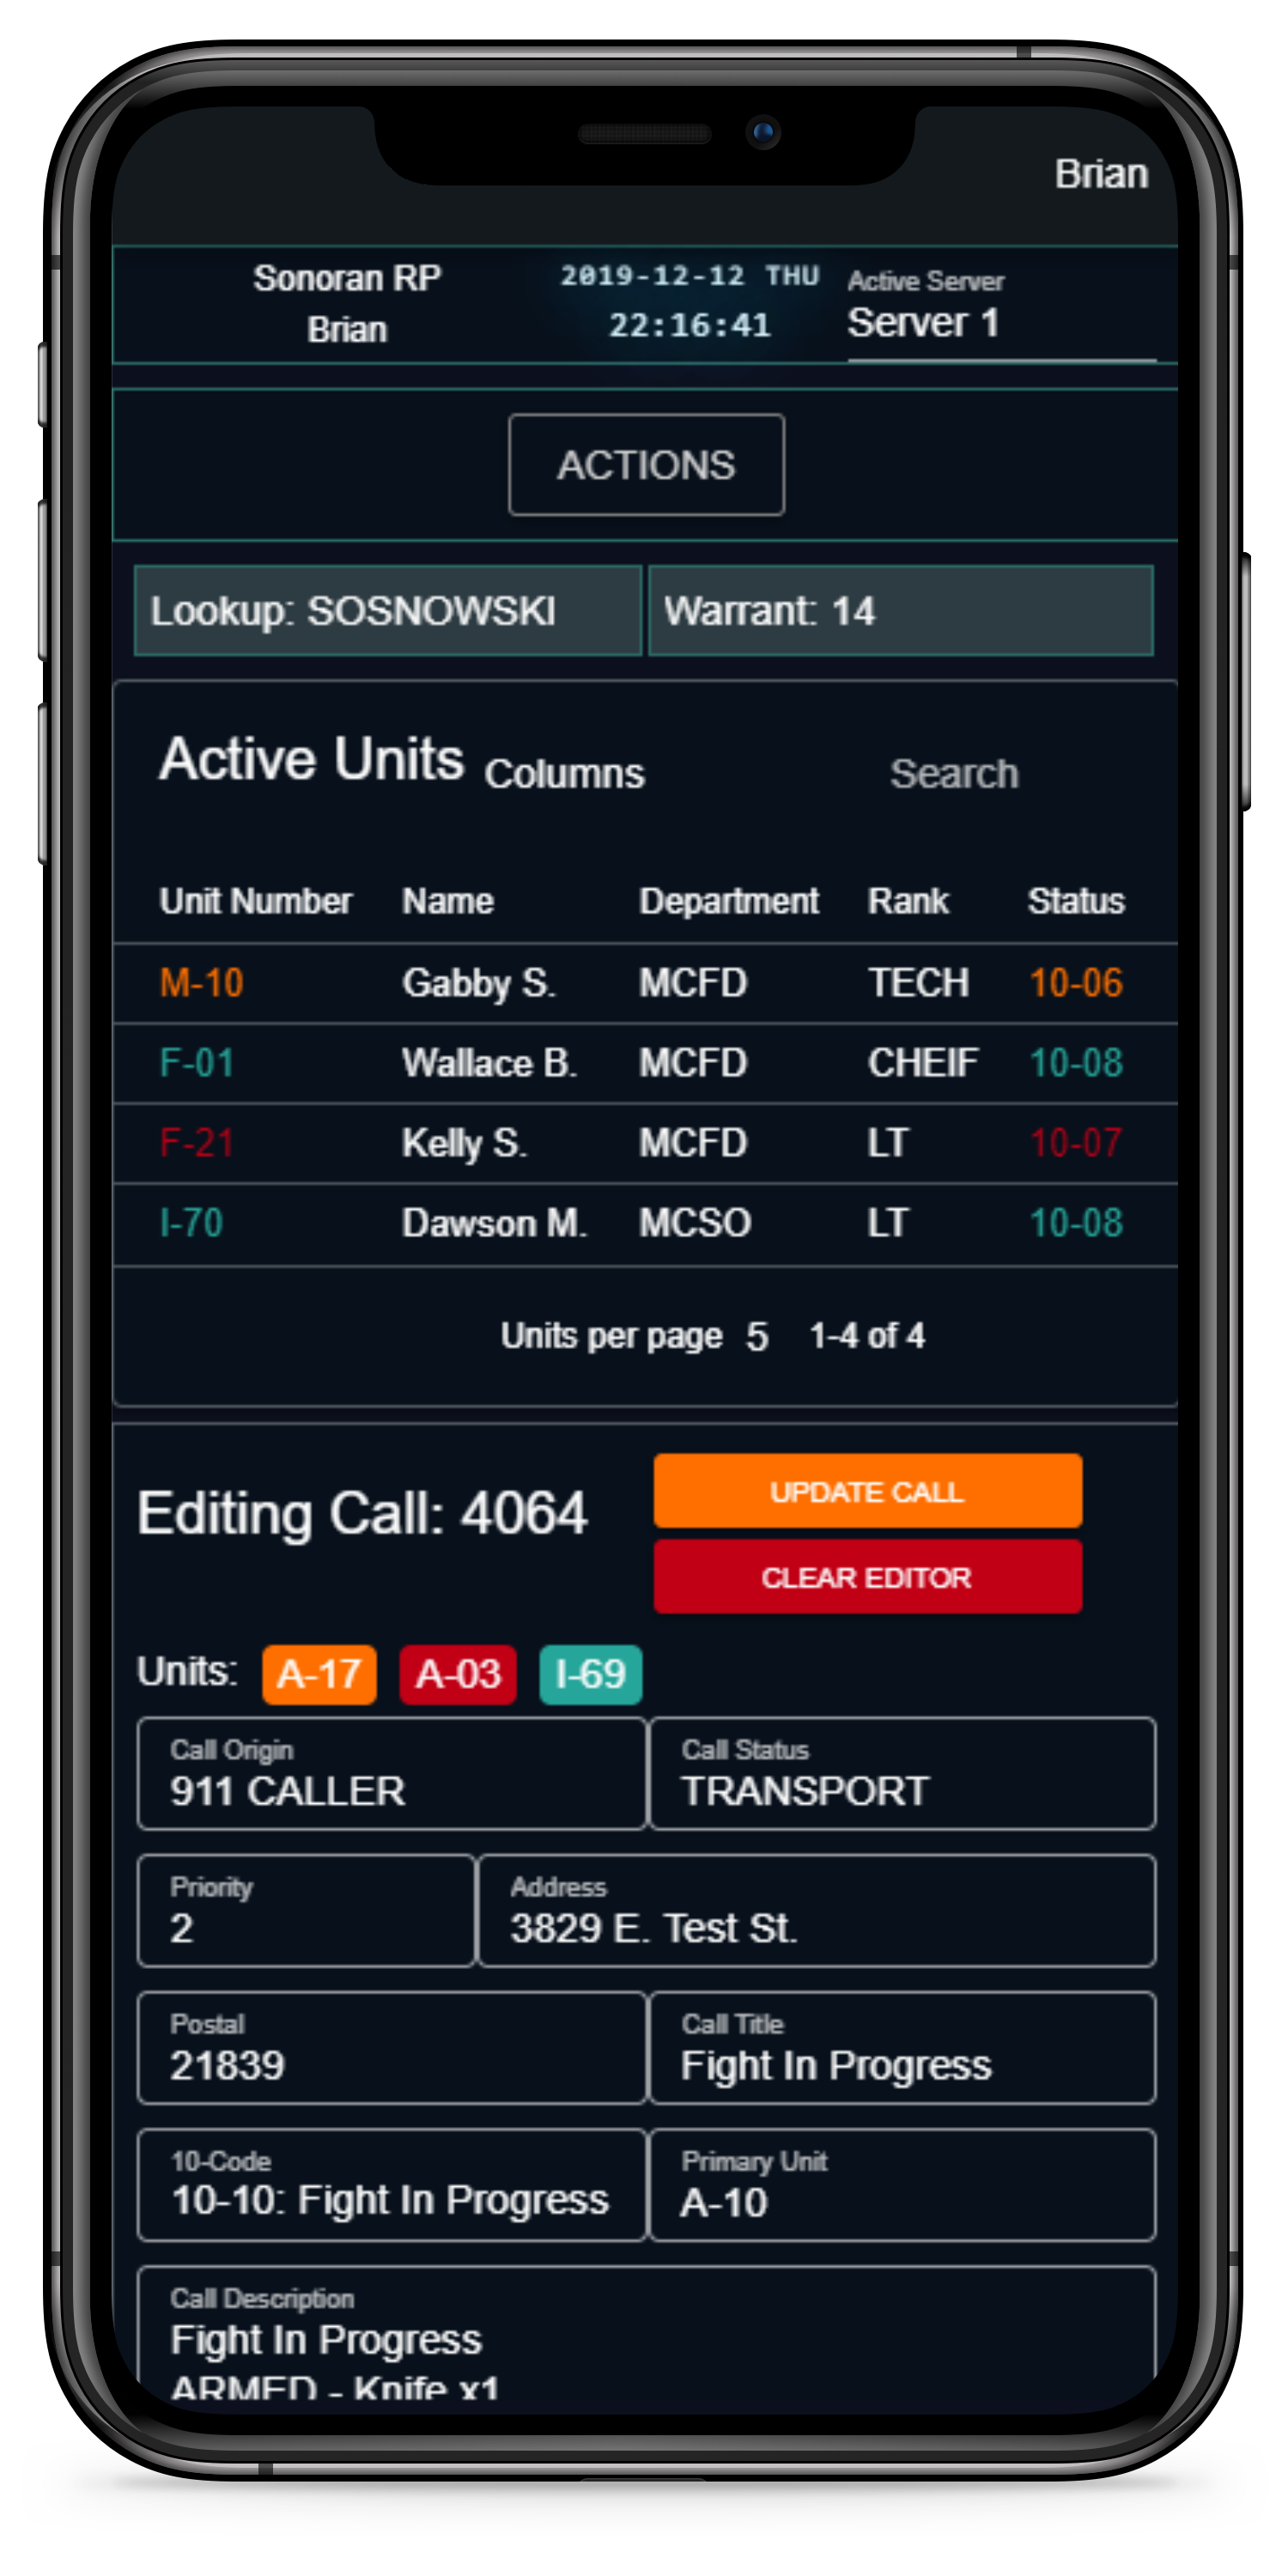 Brian
Sonoran RP
Brian
2019-12-12 THU
22:16:41
Active Server
Server 1
ACTIONS
Lookup: SOSNOWSKI
Warrant: 14
Active Units Columns Search
Unit Number Name Department Rank Status
M-10 Gabby S. MCFD TECH 10-06
F-01 Wallace B. MCFD CHEIF 10-08
F-21 Kelly S. MCFD LT 10-07
I-70 Dawson M. MCSO LT 10-08
Units per page 5 1-4 of 4
Editing Call: 4064
UPDATE CALL
CLEAR EDITOR
Units: A-17 A-03 I-69
Call Origin
911 CALLER
Call Status
TRANSPORT
Priority
2
Address
3829 E. Test St.
Postal
21839
Call Title
Fight In Progress
10-Code
10-10: Fight In Progress
Primary Unit
A-10
Call Description
Fight In Progress
ARMED - Knife x1